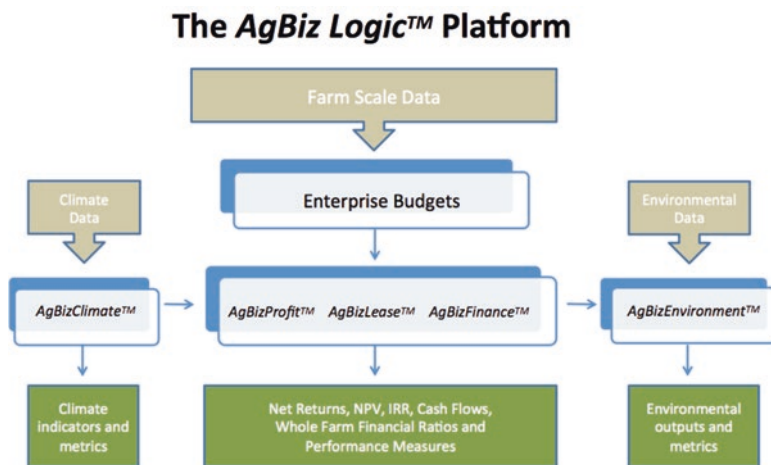 The AgBiz Logic™ Platform
Farm Scale Data
Climate
Data
Enterprise Budgets
Environmental
Data
AgBizClimate™
AgBizProfit™ AgBizLease™ AgBizFinance™
AgBizEnvironment™
Climate
indicators and
metrics
Net Returns, NPV, IRR, Cash Flows,
Whole Farm Financial Ratios and
Performance Measures
Environmental
outputs and metrics